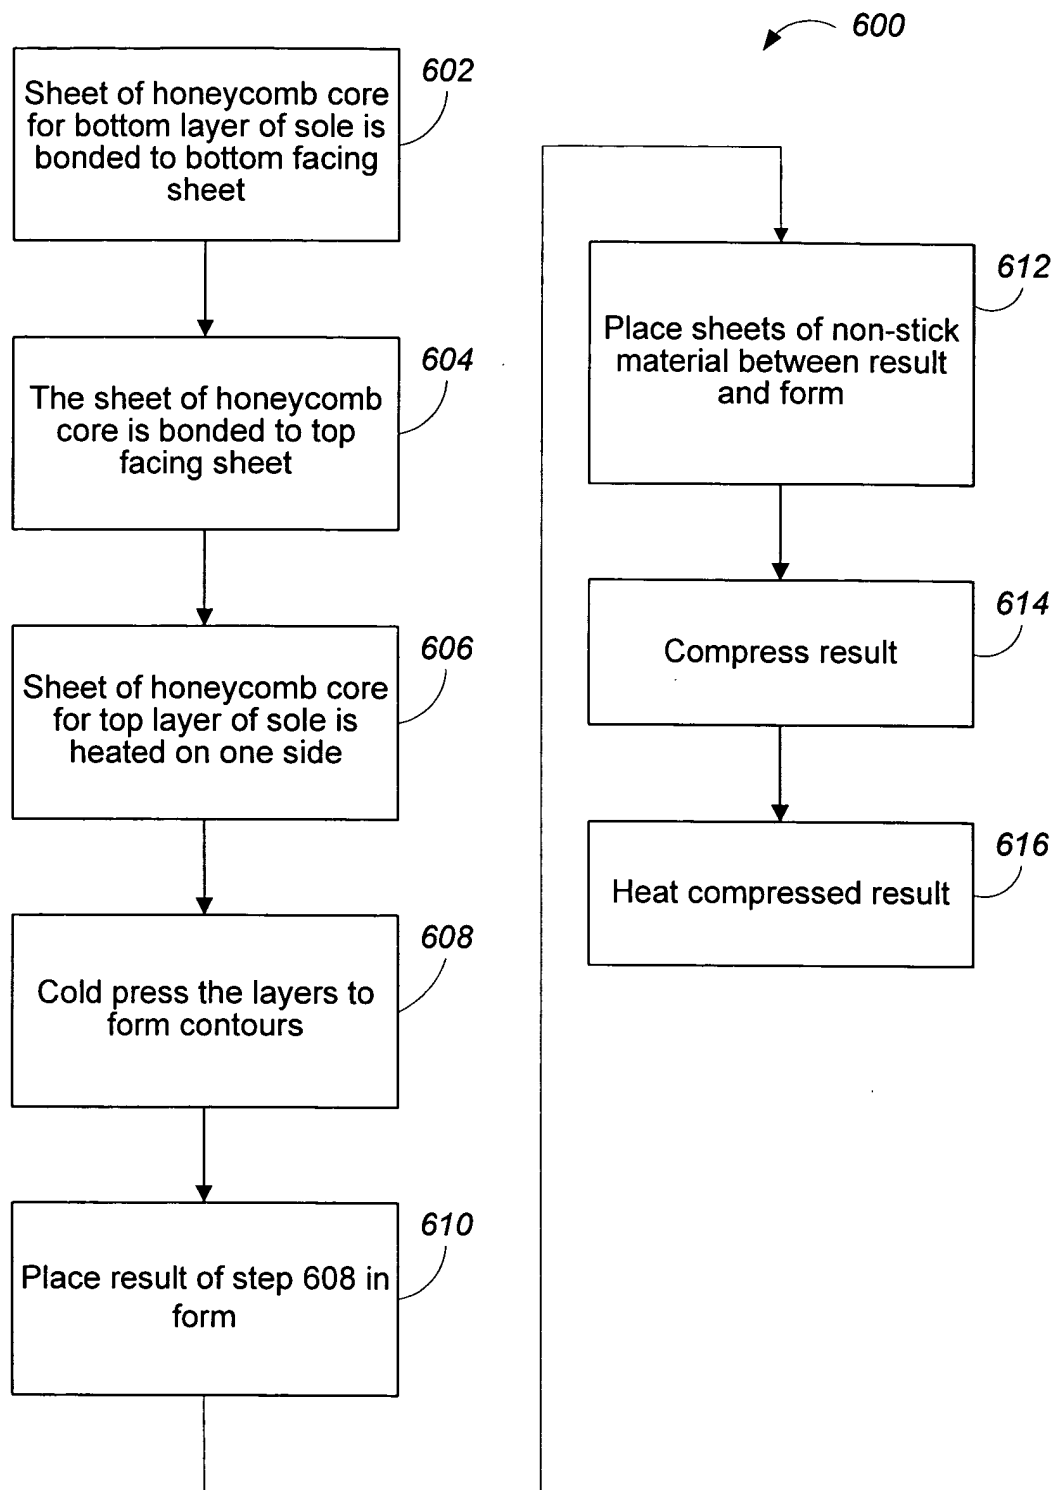 600
602
Sheet of honeycomb core
for bottom layer of sole is
bonded to bottom facing
sheet
604
The sheet of honeycomb
core is bonded to top
facing sheet
606
Sheet of honeycomb core
for top layer of sole is
heated on one side
608
Cold press the layers to
form contours
610
Place result of step 608 in
form
612
Place sheets of non-stick
material between result
and form
614
Compress result
616
Heat compressed result